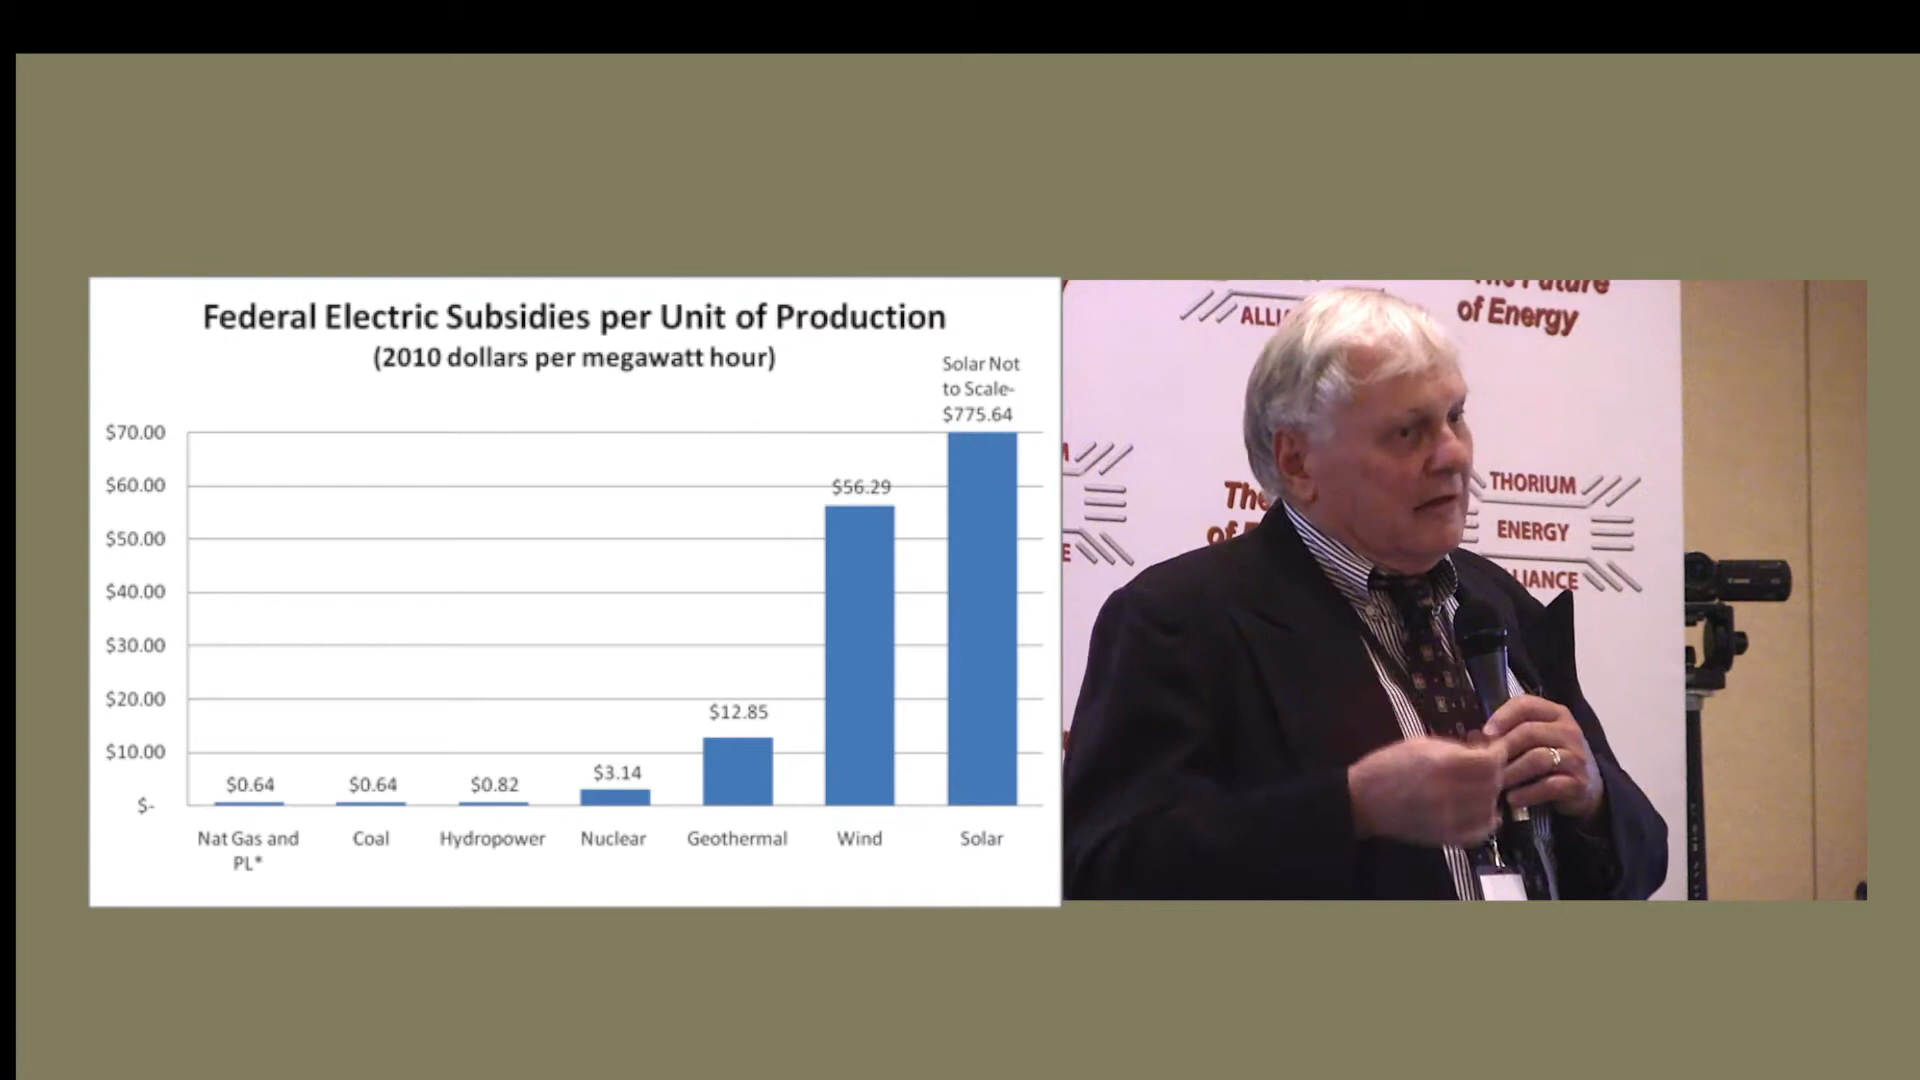 Federal Electric Subsidies per Unit of Production
(2010 dollars per megawatt hour)
Solar Not
to Scale-
$775.64
$70.00
$60.00
$50.00
$40.00
$30.00
$20.00
$10.00
$-
$0.64
$0.64
$0.82
$3.14
$12.85
$56.29
Nat Gas and
PL*
Coal
Hydropower
Nuclear
Geothermal
Wind
Solar
of Energy
The
of
THORIUM
ENERGY